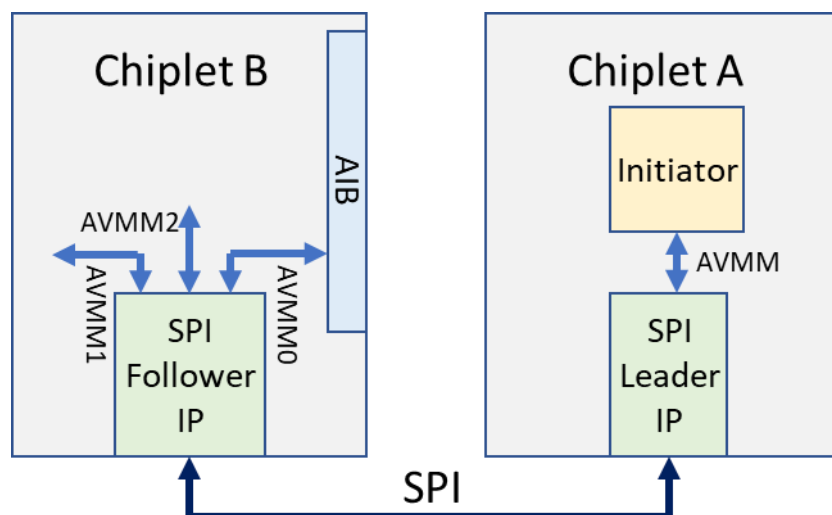 Chiplet B
AIB
AVMM2
AVMM1
AVMM0
SPI
Follower
IP
Chiplet A
Initiator
AVMM
SPI
Leader
IP
SPI